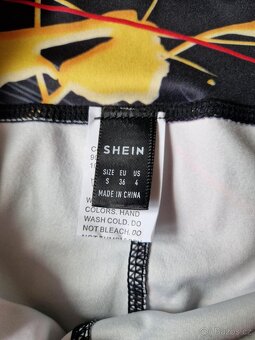 SHEIN
SIZE EU US
S 36 4
MADE IN CHINA
COLORS. HAND
WASH COLD. DO
NOT BLEACH. DO